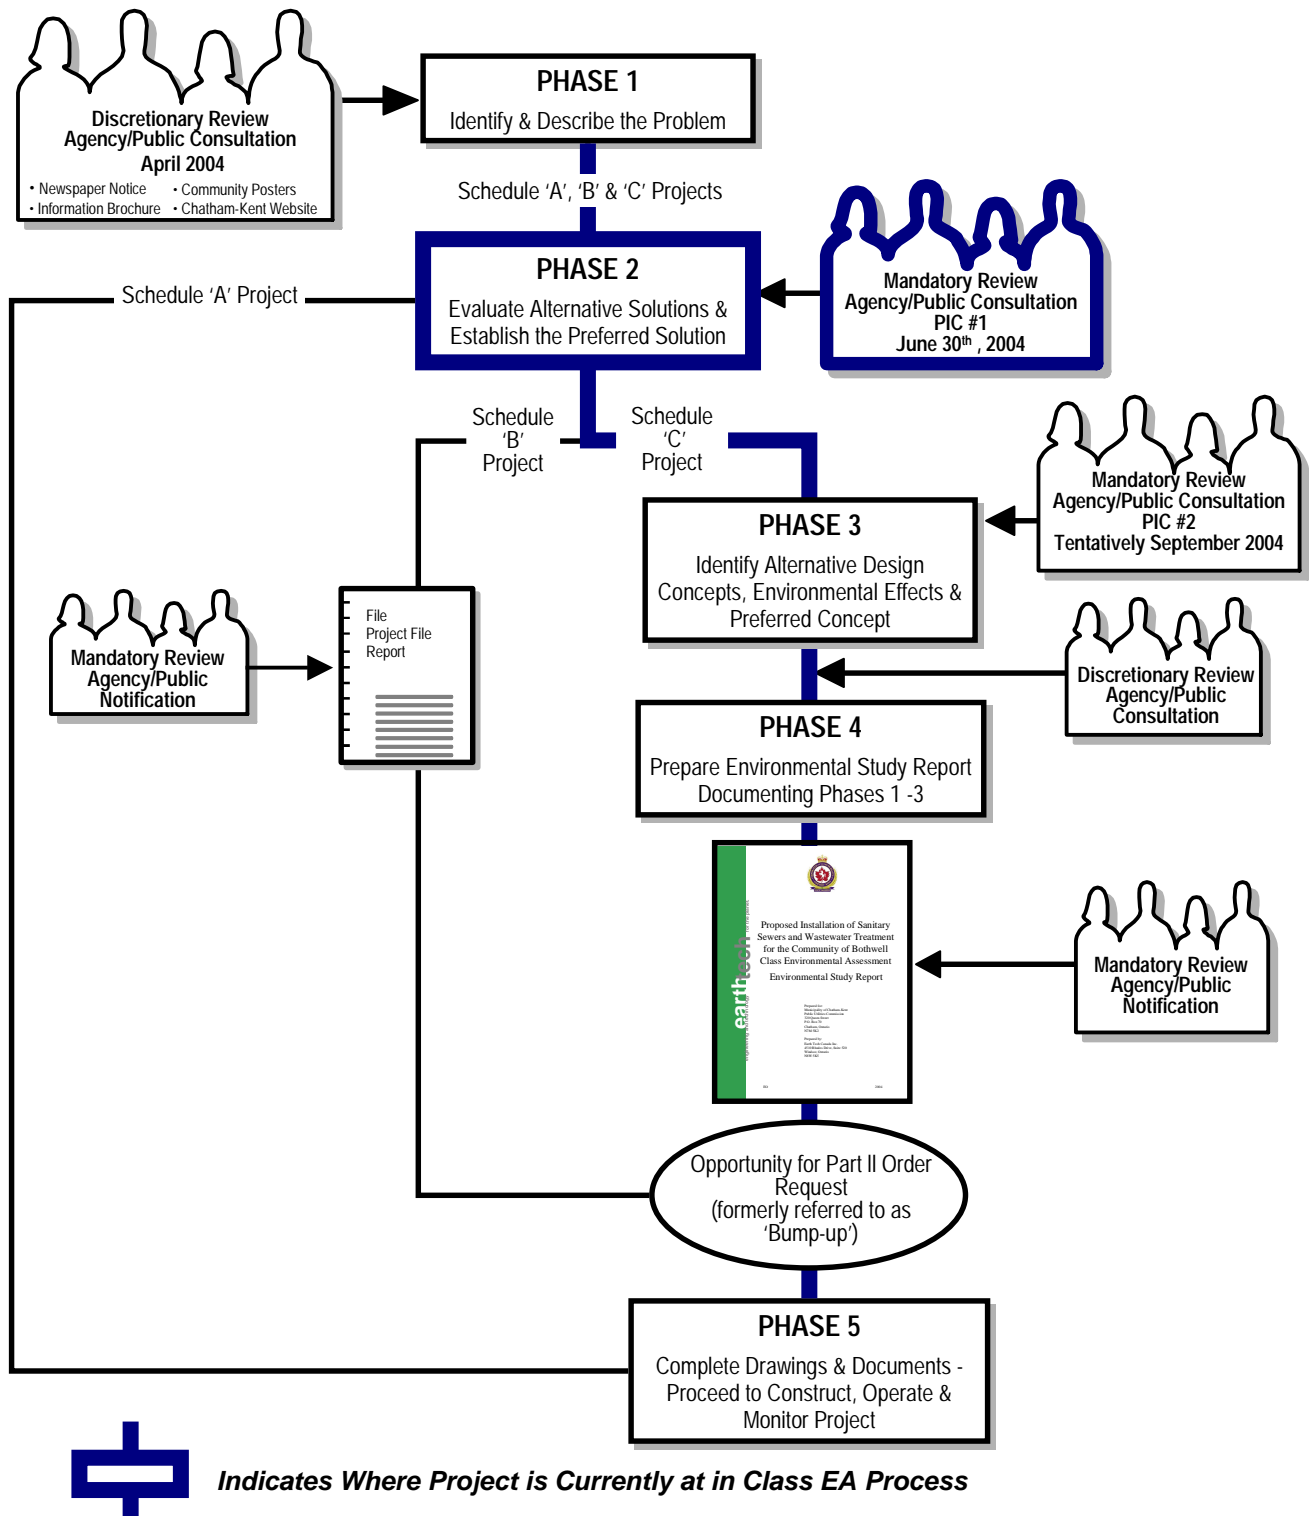 Discretionary Review
Agency/Public Consultation
April 2004
• Newspaper Notice
• Community Posters
• Information Brochure
• Chatham-Kent Website
PHASE 1
Identify & Describe the Problem
Schedule ‘A’, ‘B’ & ‘C’ Projects
PHASE 2
Evaluate Alternative Solutions &
Establish the Preferred Solution
Mandatory Review
Agency/Public Consultation
PIC #1
June 30th , 2004
Schedule ‘A’ Project
Schedule
‘B’
Project
Schedule
‘C’
Project
PHASE 3
Identify Alternative Design
Concepts, Environmental Effects &
Preferred Concept
Mandatory Review
Agency/Public Consultation
PIC #2
Tentatively September 2004
Mandatory Review
Agency/Public
Notification
File
Project File
Report
Discretionary Review
Agency/Public
Consultation
PHASE 4
Prepare Environmental Study Report
Documenting Phases 1 -3
earthtech
Proposed Installation of Sanitary
Sewers and Wastewater Treatment
for the Community of Bothwell
Class Environmental Assessment
Environmental Study Report
Mandatory Review
Agency/Public
Notification
Opportunity for Part II Order
Request
(formerly referred to as
‘Bump-up’)
PHASE 5
Complete Drawings & Documents -
Proceed to Construct, Operate &
Monitor Project
Indicates Where Project is Currently at in Class EA Process